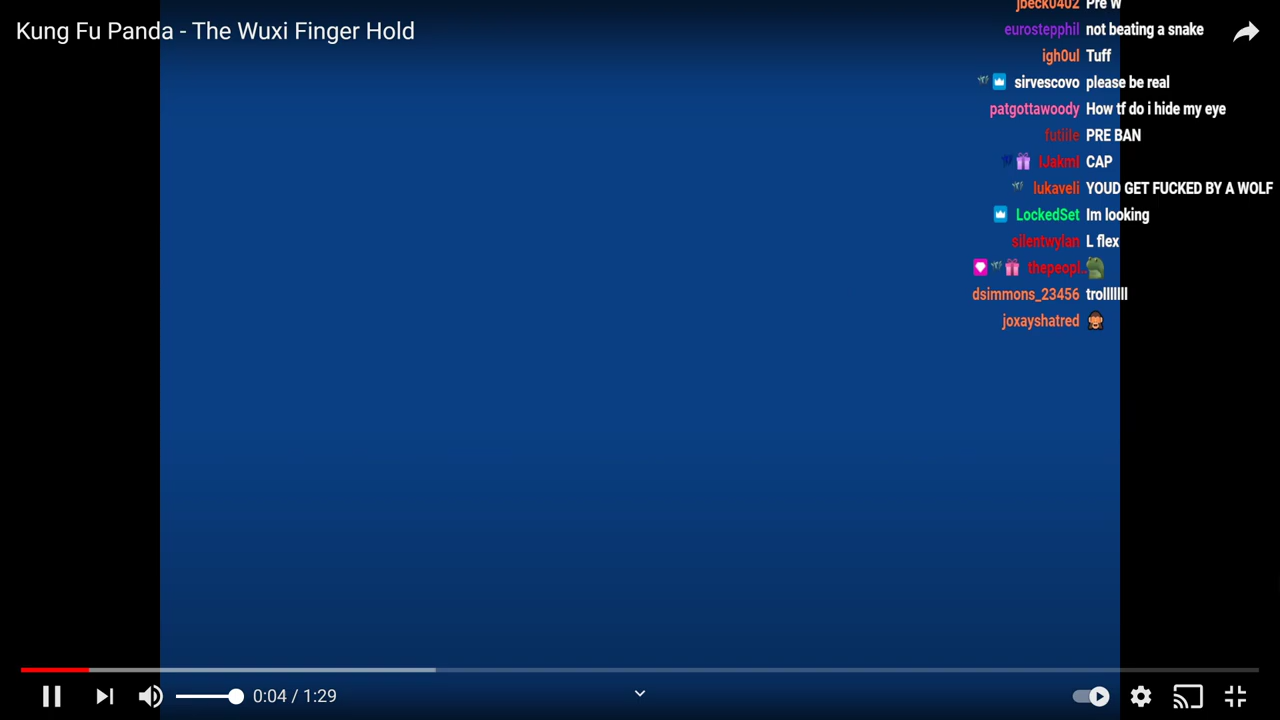 Kung Fu Panda - The Wuxi Finger Hold
jbeck0402 Pre W
eurostepphil not beating a snake
igh0ul Tuff
sirvescovo please be real
patgottawoody How tf do i hide my eye
futiile PRE BAN
IJakmI CAP
lukaveli YOUD GET FUCKED BY A WOLF
LockedSet Im looking
silentwylan L flex
thepeopl..
dsimmons_23456 trolllllll
joxayshatred
0:04 / 1:29